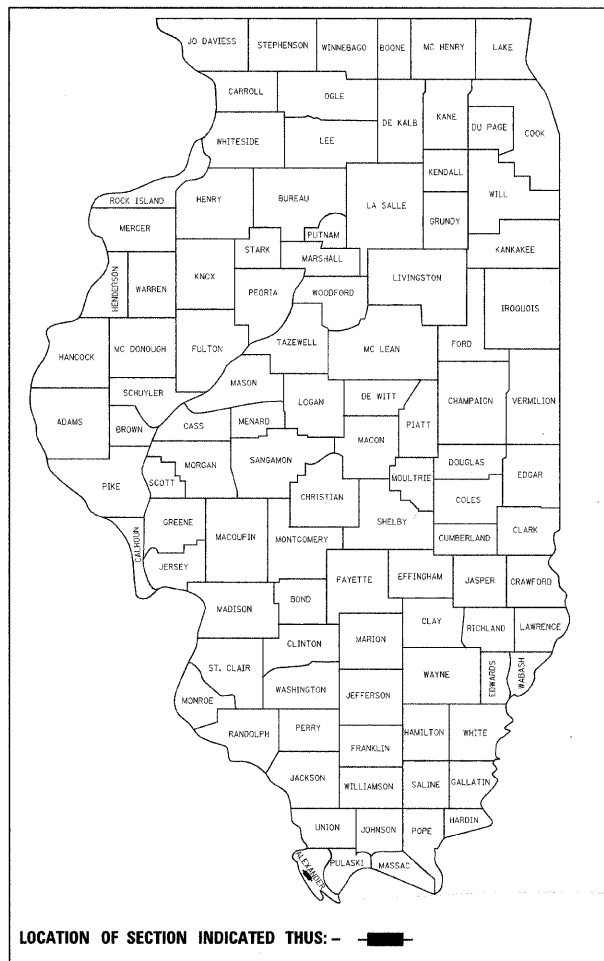 JO DAVIESS STEPHENSON WINNEBAGO BOONE MC HENRY LAKE
CARROLL OGLE DE KALB KANE DU PAGE COOK
WHITESIDE LEE
KENDALL WILL
ROCK ISLAND HENRY BUREAU LA SALLE GRUNDY
MERCER PUTNAM
STARK MARSHALL KANKAKEE
HENDERSON WARREN KNOX PEORIA WOODFORD LIVINGSTON IROQUOIS
HANCOCK MC DONOUGH FULTON TAZEWELL MC LEAN FORD
SCHUYLER MASON LOGAN DE WITT CHAMPAIGN VERMILION
ADAMS BROWN CASS MENARD MACON PIATT
PIKE SCOTT MORGAN SANGAMON CHRISTIAN MOULTRIE DOUGLAS EDGAR
COLES
CALHOUN GREENE MACOUFIN MONTGOMERY SHELBY CUMBERLAND CLARK
JERSEY FAYETTE EFFINGHAM JASPER CRAWFORD
MADISON BOND CLAY RICHLAND LAWRENCE
CLINTON MARION
ST. CLAIR WAYNE EDWARDS WABASH
MONROE WASHINGTON JEFFERSON
RANDOLPH PERRY HAMILTON WHITE
FRANKLIN
JACKSON WILLIAMSON SALINE GALLATIN
UNION JOHNSON POPE HARDIN
ALEXANDER PULASKI MASSAC
LOCATION OF SECTION INDICATED THUS: -